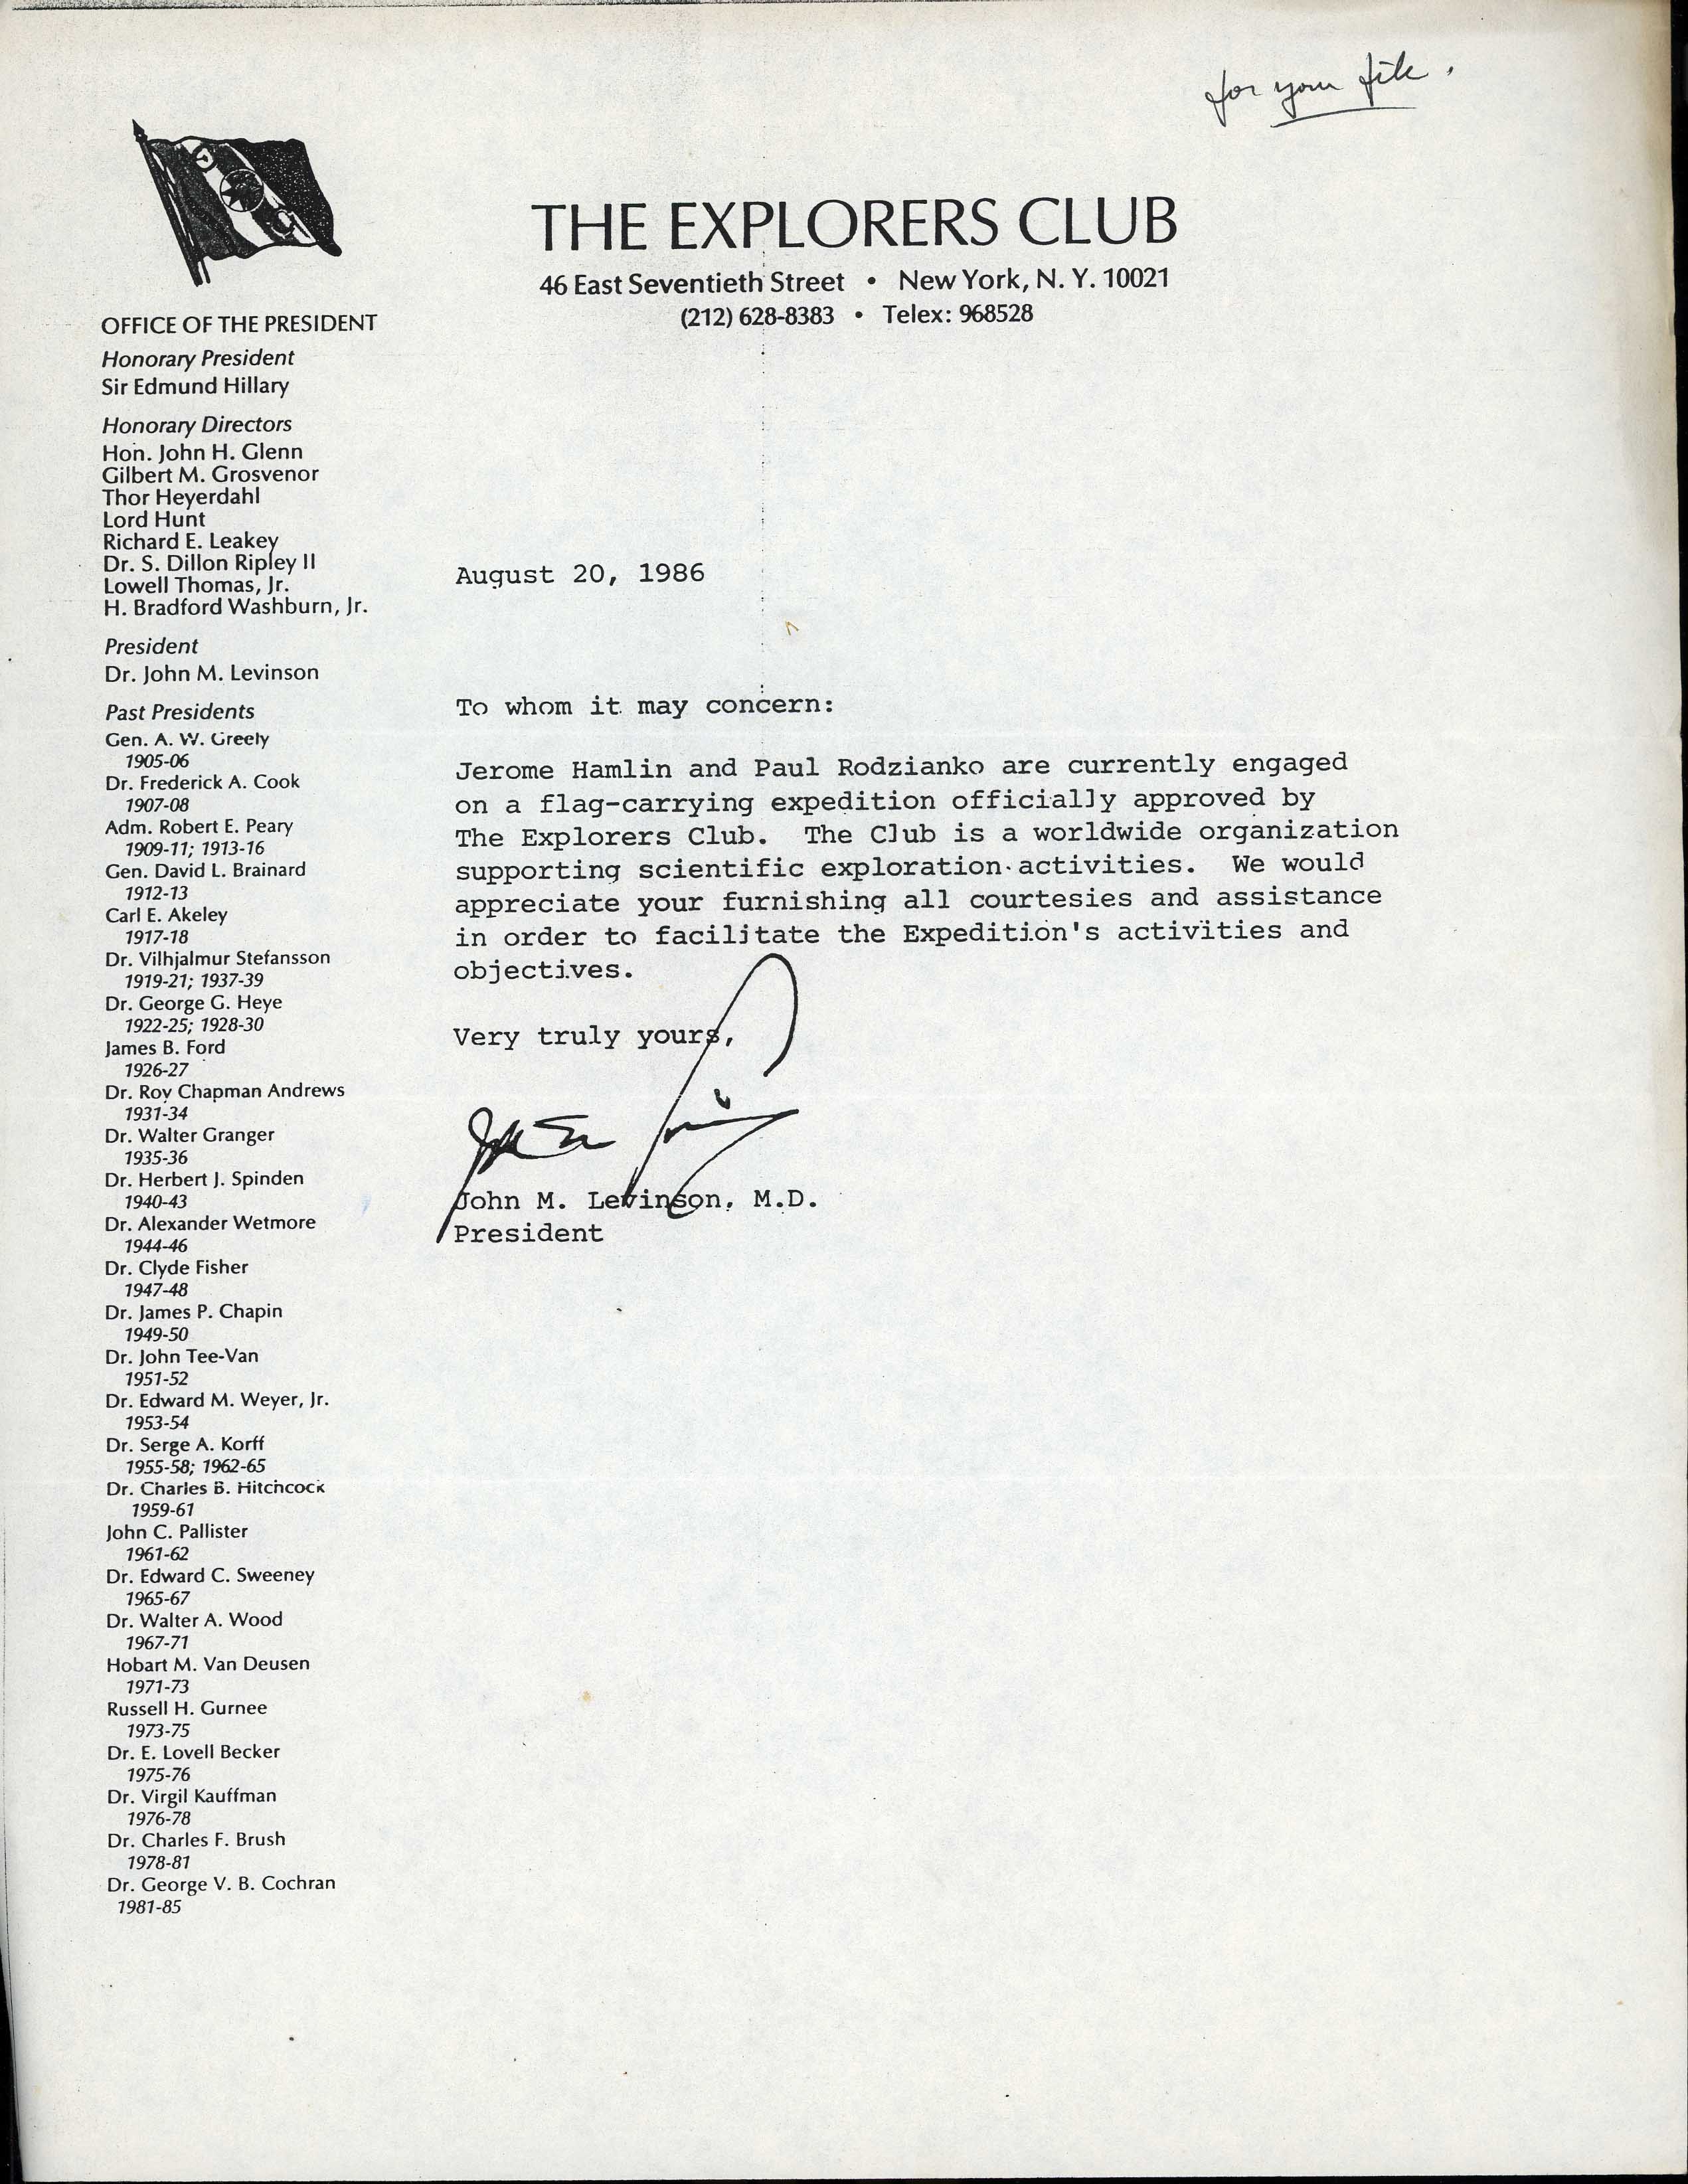 for your file.
THE EXPLORERS CLUB
46 East Seventieth Street • New York, N. Y. 10021
(212) 628-8383 • Telex: 968528
OFFICE OF THE PRESIDENT
Honorary President
Sir Edmund Hillary
Honorary Directors
Hon. John H. Glenn
Gilbert M. Grosvenor
Thor Heyerdahl
Lord Hunt
Richard E. Leakey
Dr. S. Dillon Ripley II
Lowell Thomas, Jr.
H. Bradford Washburn, Jr.
President
Dr. John M. Levinson
Past Presidents
Gen. A. W. Greely
1905-06
Dr. Frederick A. Cook
1907-08
Adm. Robert E. Peary
1909-11; 1913-16
Gen. David L. Brainard
1912-13
Carl E. Akeley
1917-18
Dr. Vilhjalmur Stefansson
1919-21; 1937-39
Dr. George G. Heye
1922-25; 1928-30
James B. Ford
1926-27
Dr. Roy Chapman Andrews
1931-34
Dr. Walter Granger
1935-36
Dr. Herbert J. Spinden
1940-43
Dr. Alexander Wetmore
1944-46
Dr. Clyde Fisher
1947-48
Dr. James P. Chapin
1949-50
Dr. John Tee-Van
1951-52
Dr. Edward M. Weyer, Jr.
1953-54
Dr. Serge A. Korff
1955-58; 1962-65
Dr. Charles B. Hitchcock
1959-61
John C. Pallister
1961-62
Dr. Edward C. Sweeney
1965-67
Dr. Walter A. Wood
1967-71
Hobart M. Van Deusen
1971-73
Russell H. Gurnee
1973-75
Dr. E. Lovell Becker
1975-76
Dr. Virgil Kauffman
1976-78
Dr. Charles F. Brush
1978-81
Dr. George V. B. Cochran
1981-85
August 20, 1986
To whom it may concern:
Jerome Hamlin and Paul Rodzianko are currently engaged
on a flag-carrying expedition officially approved by
The Explorers Club. The Club is a worldwide organization
supporting scientific exploration activities. We would
appreciate your furnishing all courtesies and assistance
in order to facilitate the Expedition's activities and
objectives.
Very truly yours,
John M. Levinson, M.D.
President